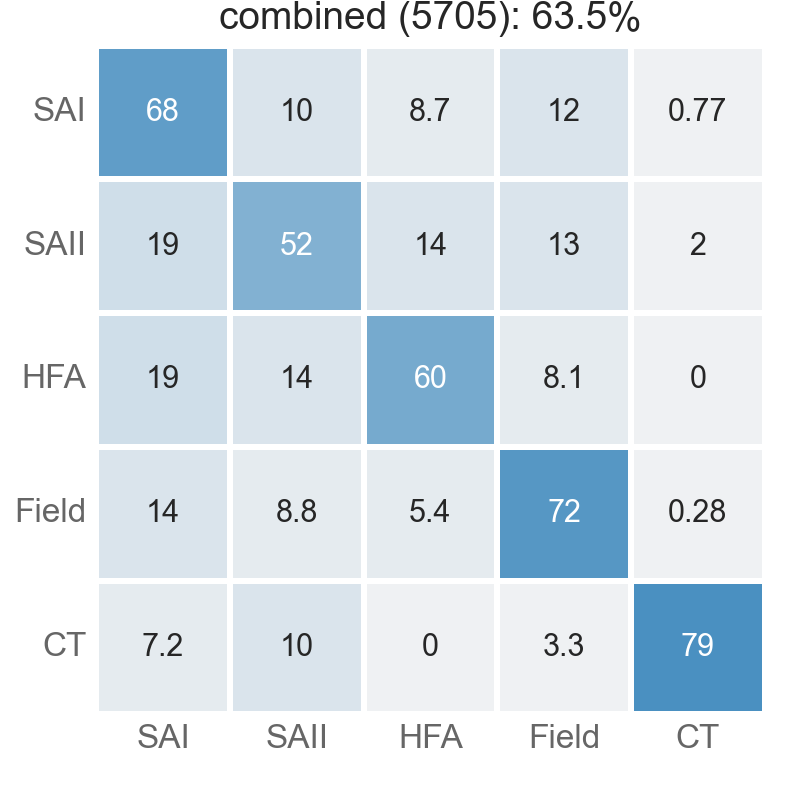 combined (5705): 63.5%
SAI 68 10 8.7 12 0.77
SAII 19 52 14 13 2
HFA 19 14 60 8.1 0
Field 14 8.8 5.4 72 0.28
CT 7.2 10 0 3.3 79
SAI SAII HFA Field CT